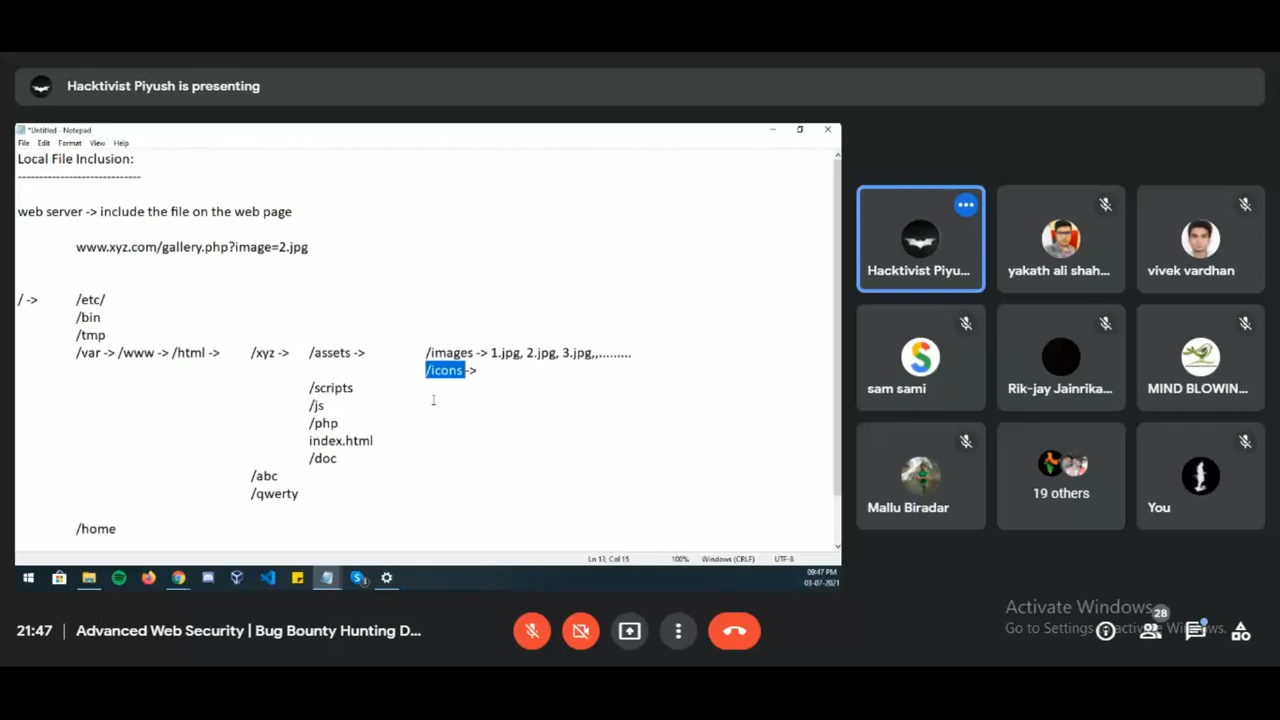 Hacktivist Piyush is presenting
*Untitled - Notepad
File Edit Format View Help
Local File Inclusion:
-----------------------------
web server -> include the file on the web page
www.xyz.com/gallery.php?image=2.jpg
/ -> /etc/
/bin
/tmp
/var -> /www -> /html -> /xyz -> /assets -> /images -> 1.jpg, 2.jpg, 3.jpg,,.........
/icons ->
/scripts
/js
/php
index.html
/doc
/abc
/qwerty
/home
Ln 13, Col 15 100% Windows (CRLF) UTF-8
09:47 PM
03-07-2021
Hacktivist Piyu...
yakath ali shah...
vivek vardhan
S
sam sami
Rik-jay Jainrika...
MIND BLOWIN...
Mallu Biradar
19 others
You
21:47 | Advanced Web Security | Bug Bounty Hunting D...
28
Activate Windows
Go to Settings to activate Windows.